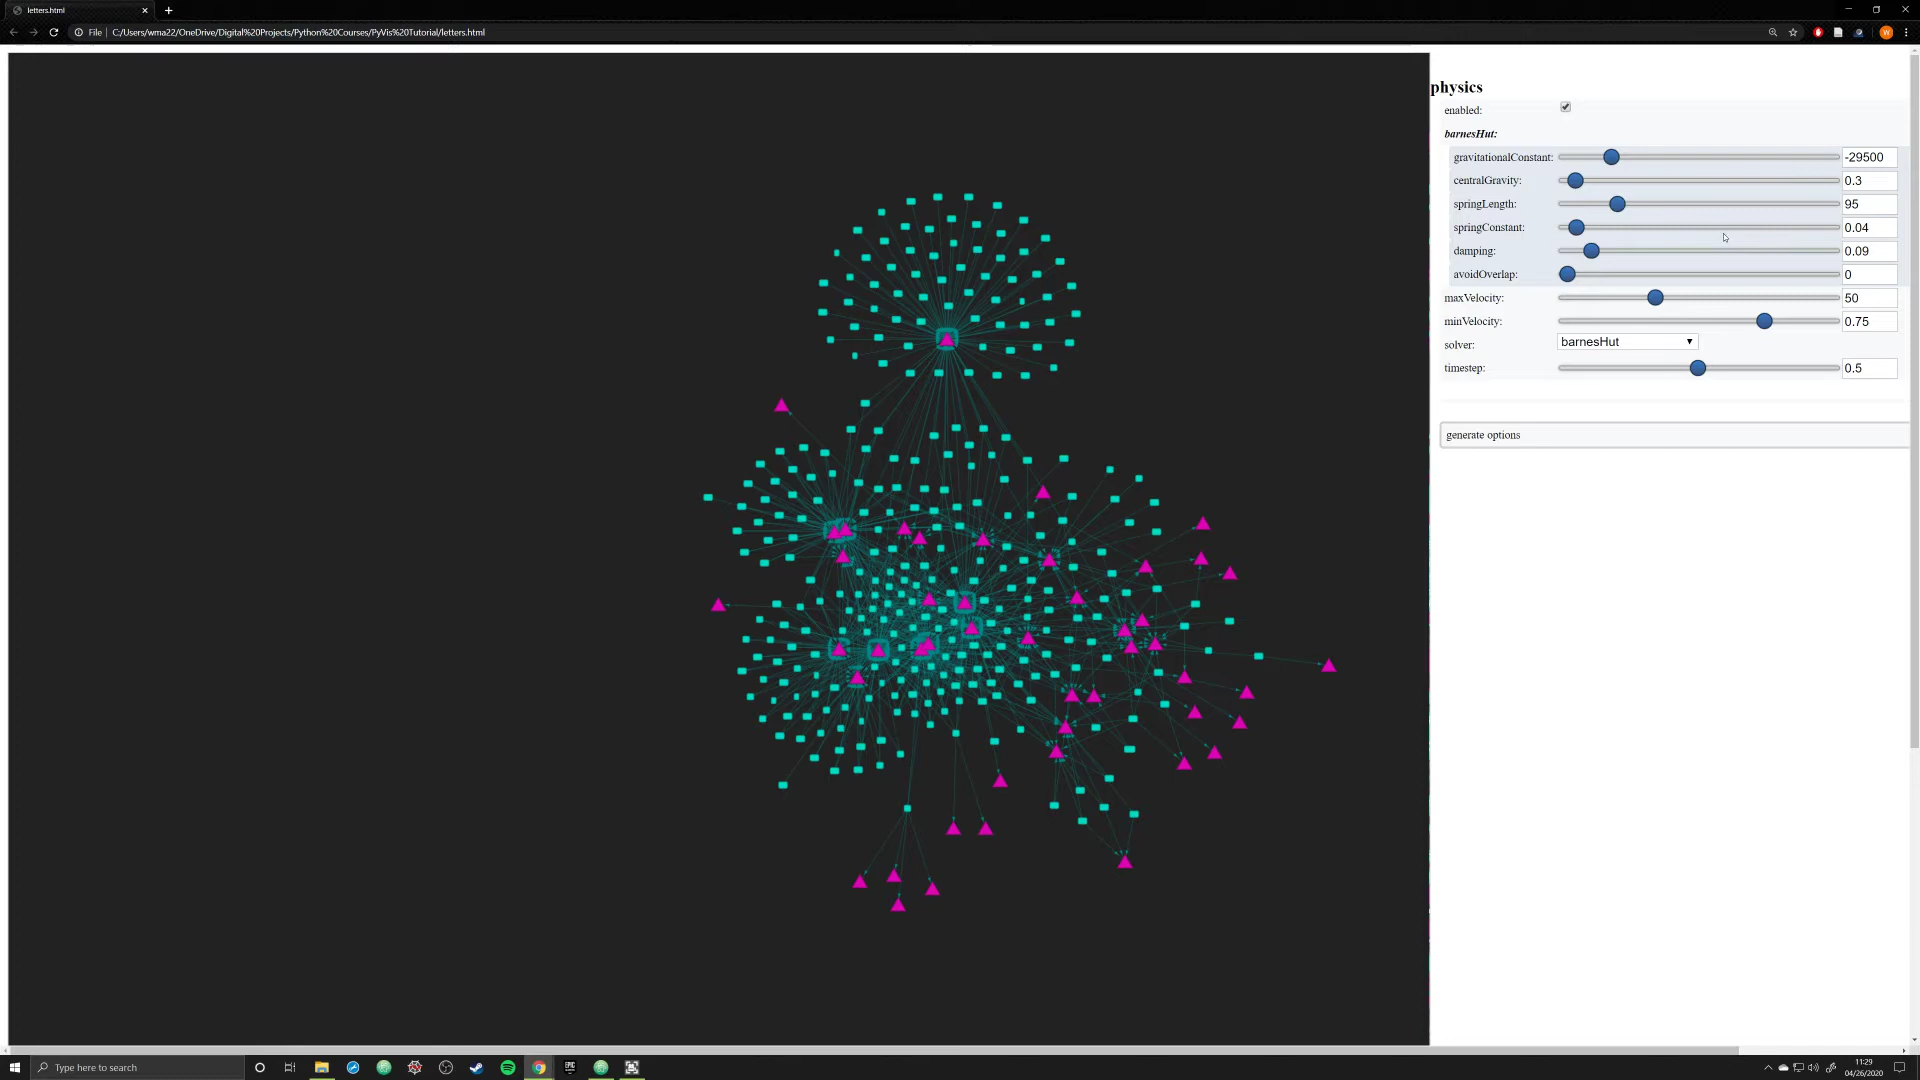 letters.html
File
C:/Users/wma22/OneDrive/Digital%20Projects/Python%20Courses/PyVis%20Tutorial/letters.html
W
physics
enabled:
barnesHut:
gravitationalConstant: -29500
centralGravity: 0.3
springLength: 95
springConstant: 0.04
damping: 0.09
avoidOverlap: 0
maxVelocity: 50
minVelocity: 0.75
solver: barnesHut
timestep: 0.5
generate options
Type here to search
EPIC
11:29
04/26/2020